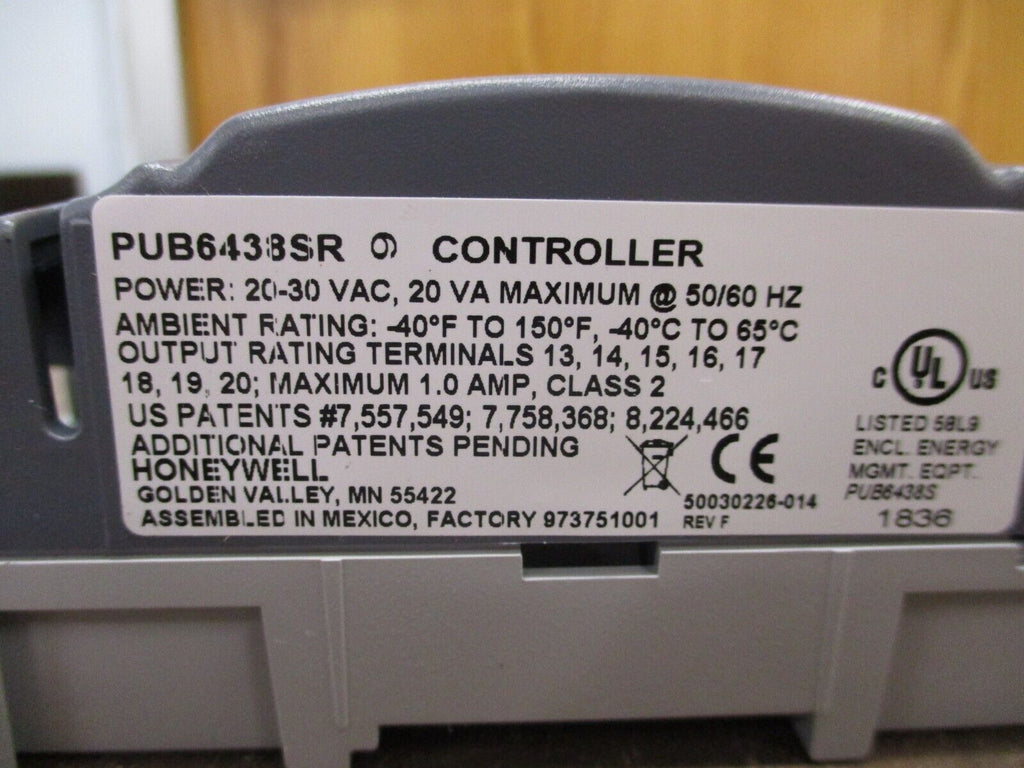 PUB6438SR 6 CONTROLLER
POWER: 20-30 VAC, 20 VA MAXIMUM @ 50/60 HZ
AMBIENT RATING: -40°F TO 150°F, -40°C TO 65°C
OUTPUT RATING TERMINALS 13, 14, 15, 16, 17
18, 19, 20; MAXIMUM 1.0 AMP, CLASS 2
US PATENTS #7,557,549; 7,758,368; 8,224,466
ADDITIONAL PATENTS PENDING
HONEYWELL
GOLDEN VALLEY, MN 55422
ASSEMBLED IN MEXICO, FACTORY 973751001
CE
50030226-014
REV F
C UL US
LISTED 58L9
ENCL. ENERGY
MGMT. EQPT.
PUB6438S
1836